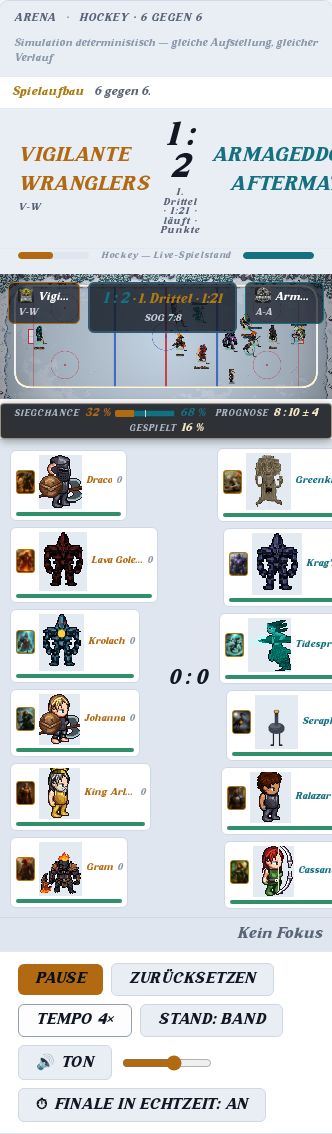 ARENA · HOCKEY · 6 GEGEN 6
Simulation deterministisch — gleiche Aufstellung, gleicher
Verlauf
Spielaufbau 6 gegen 6.
VIGILANTE
WRANGLERS
V-W
1 :
2
1.
Drittel
· 1:21 ·
läuft ·
Punkte
ARMAGEDDO
AFTERMA
Hockey — Live-Spielstand
Vigi...
V-W
1 : 2 · 1. Drittel · 1:21
SOG 7:8
Arm...
A-A
SIEGCHANCE 32 % 68 % PROGNOSE 8 : 10 ± 4
GESPIELT 16 %
Draco 0
Greenk
Lava Gole... 0
Krag'
Krolach 0
Tidespr
0 : 0
Johanna 0
Seraph
King Arl... 0
Ralazar
Gram 0
Cassan
Kein Fokus
PAUSE
ZURÜCKSETZEN
TEMPO 4×
STAND: BAND
🔊 TON
⏱ FINALE IN ECHTZEIT: AN